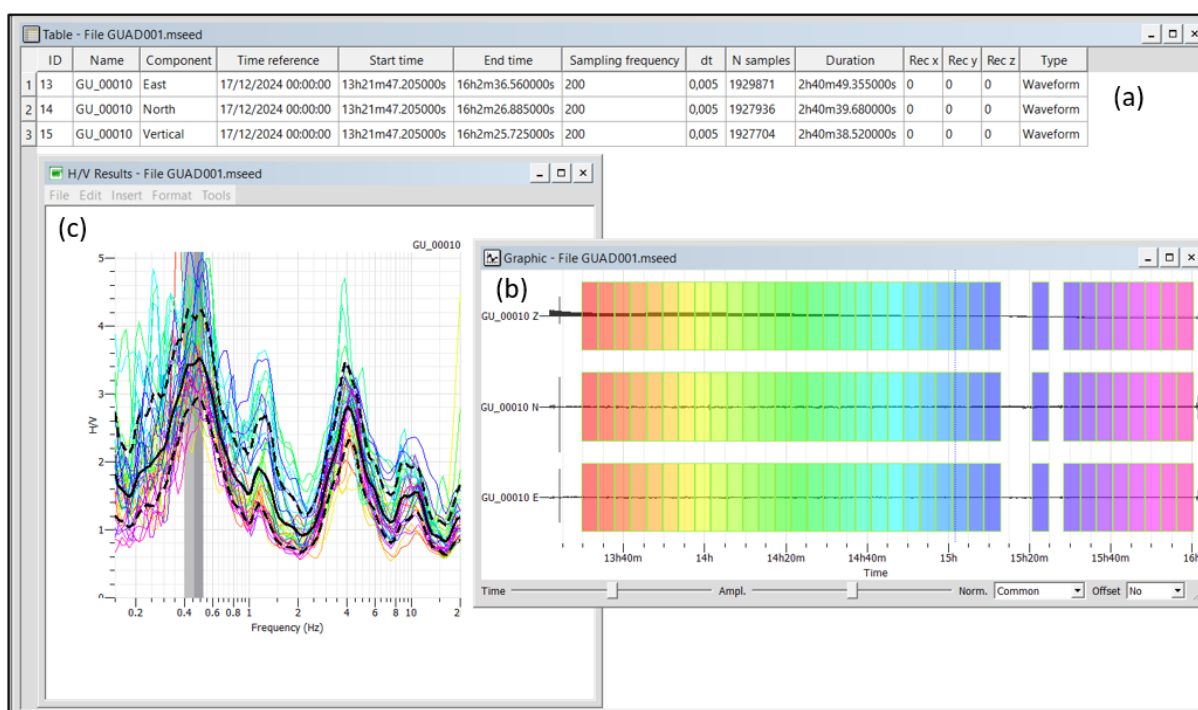 Table - File GUAD001.mseed
ID Name Component Time reference Start time End time Sampling frequency dt N samples Duration Rec x Rec y Rec z Type
1 13 GU_00010 East 17/12/2024 00:00:00 13h21m47.205000s 16h2m36.560000s 200 0,005 1929871 2h40m49.355000s 0 0 0 Waveform
2 14 GU_00010 North 17/12/2024 00:00:00 13h21m47.205000s 16h2m26.885000s 200 0,005 1927936 2h40m39.680000s 0 0 0 Waveform
3 15 GU_00010 Vertical 17/12/2024 00:00:00 13h21m47.205000s 16h2m25.725000s 200 0,005 1927704 2h40m38.520000s 0 0 0 Waveform
(a)
H/V Results - File GUAD001.mseed
File Edit Insert Format Tools
(c)
GU_00010
5
4
3
2
1
H/V
0.2 0.4 0.6 0.8 1 2 4 6 8 10 2
Frequency (Hz)
Graphic - File GUAD001.mseed
(b)
GU_00010 Z
GU_00010 N
GU_00010 E
13h40m 14h 14h20m 14h40m 15h 15h20m 15h40m 16h
Time
Time Ampl. Norm. Common Offset No